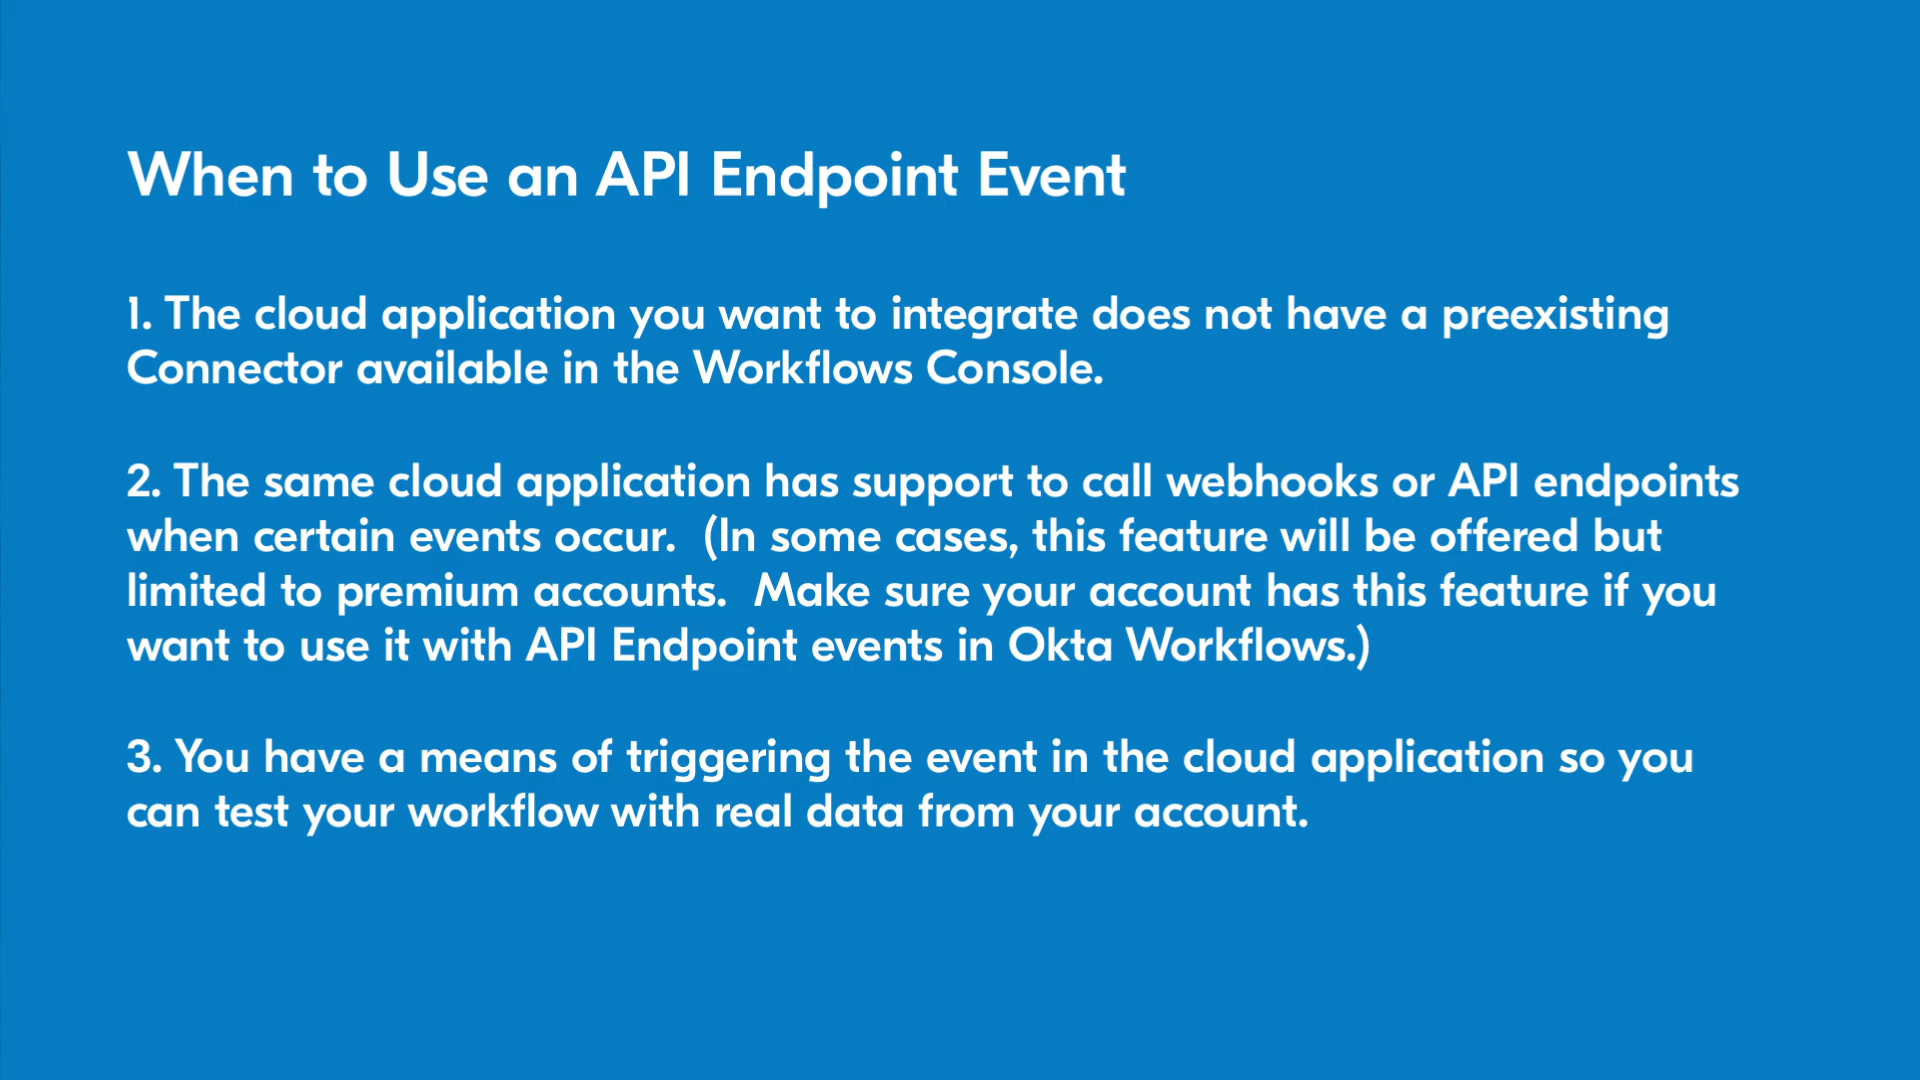 When to Use an API Endpoint Event
1. The cloud application you want to integrate does not have a preexisting
Connector available in the Workflows Console.
2. The same cloud application has support to call webhooks or API endpoints
when certain events occur.  (In some cases, this feature will be offered but
limited to premium accounts.  Make sure your account has this feature if you
want to use it with API Endpoint events in Okta Workflows.)
3. You have a means of triggering the event in the cloud application so you
can test your workflow with real data from your account.